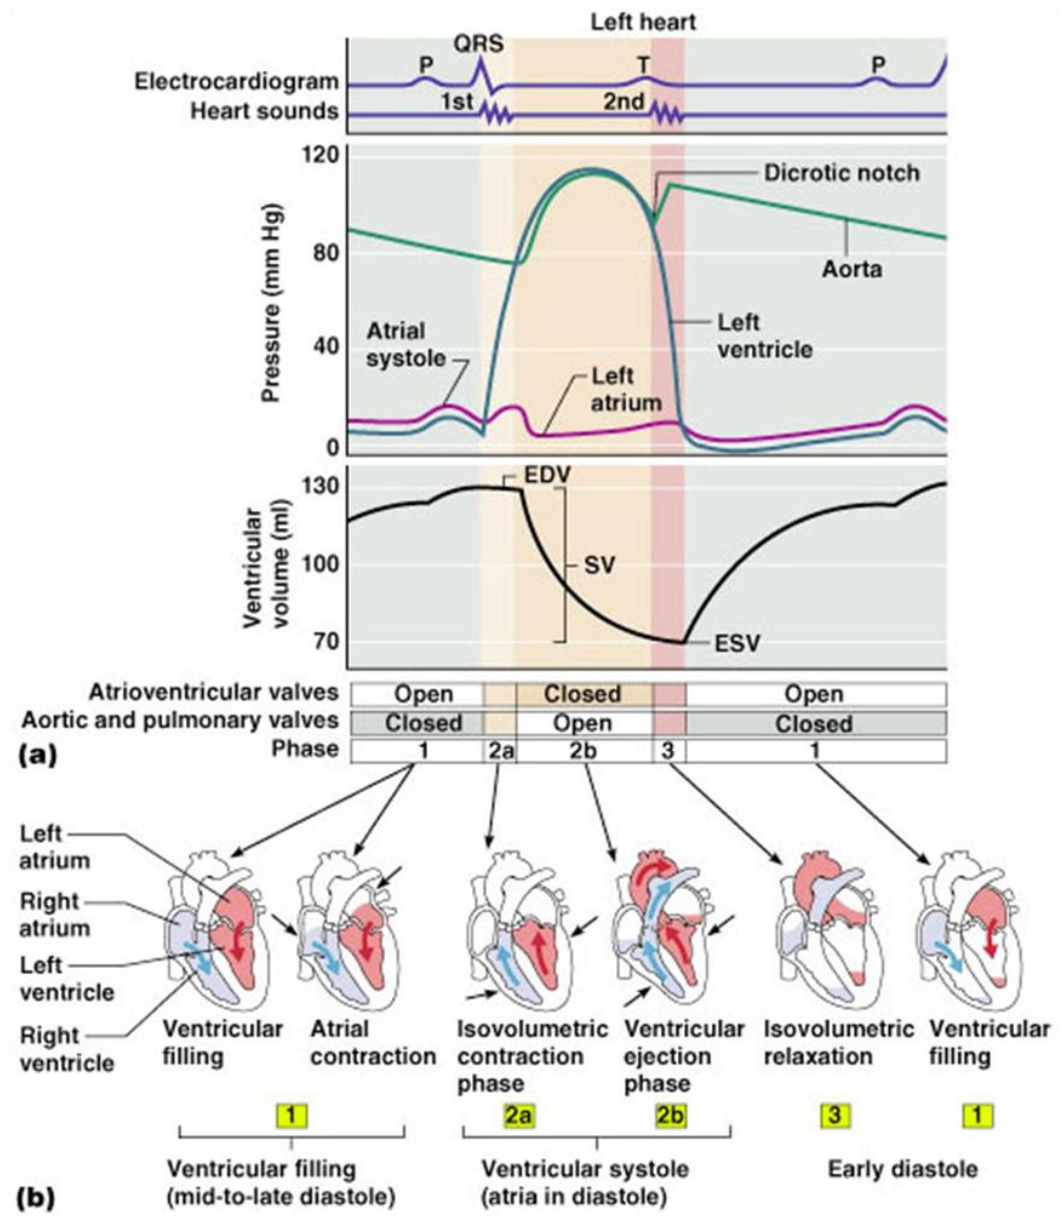 Left heart
QRS
P
T
P
Electrocardiogram
1st
2nd
Heart sounds
120
Dicrotic notch
80
Aorta
Pressure (mm Hg)
Atrial
systole
40
Left
ventricle
Left
atrium
0
130
EDV
Ventricular
volume (ml)
100
SV
70
ESV
Atrioventricular valves Open Closed Open
Aortic and pulmonary valves Closed Open Closed
(a)
Phase 1 2a 2b 3 1
Left
atrium
Right
atrium
Left
ventricle
Right
ventricle
Ventricular
filling
Atrial
contraction
Isovolumetric
contraction
phase
Ventricular
ejection
phase
Isovolumetric
relaxation
Ventricular
filling
1 2a 2b 3 1
Ventricular filling
(mid-to-late diastole)
Ventricular systole
(atria in diastole)
Early diastole
(b)